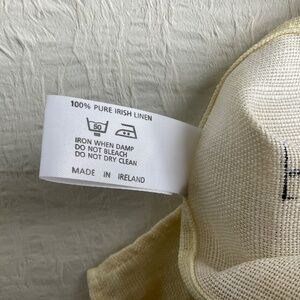 100% PURE IRISH LINEN
50
IRON WHEN DAMP
DO NOT BLEACH
DO NOT DRY CLEAN
MADE IN IRELAND